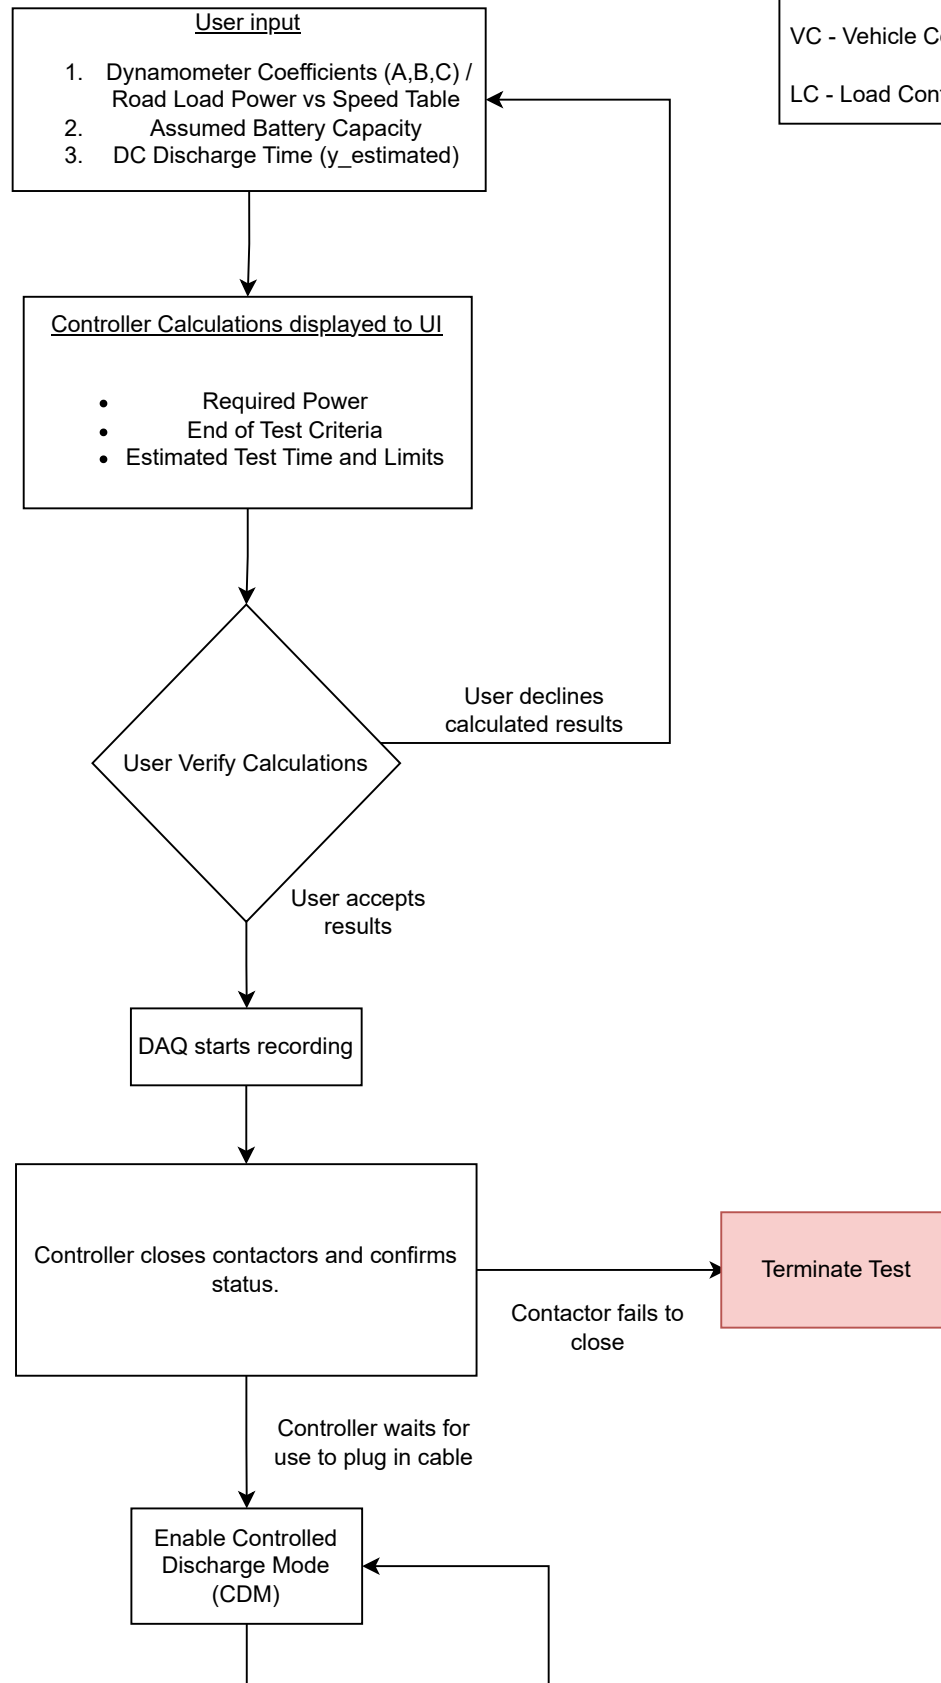 User input
1. Dynamometer Coefficients (A,B,C) /
Road Load Power vs Speed Table
2. Assumed Battery Capacity
3. DC Discharge Time (y_estimated)
VC - Vehicle
LC - Load
Controller Calculations displayed to UI
• Required Power
• End of Test Criteria
• Estimated Test Time and Limits
User declines
calculated results
User Verify Calculations
User accepts
results
DAQ starts recording
Controller closes contactors and confirms
status.
Terminate Test
Contactor fails to
close
Controller waits for
use to plug in cable
Enable Controlled
Discharge Mode
(CDM)